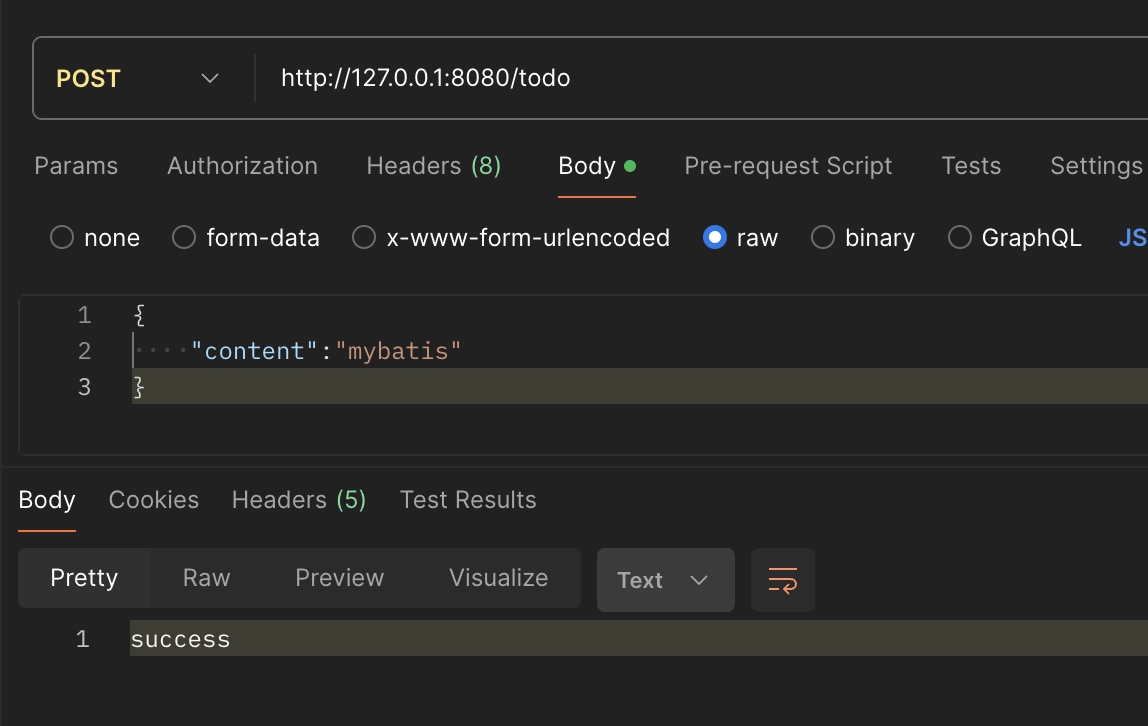 POST http://127.0.0.1:8080/todo
Params Authorization Headers (8) Body Pre-request Script Tests Settings
none form-data x-www-form-urlencoded raw binary GraphQL JS
1 {
2 ····"content":"mybatis"
3 }
Body Cookies Headers (5) Test Results
Pretty Raw Preview Visualize Text
1 success